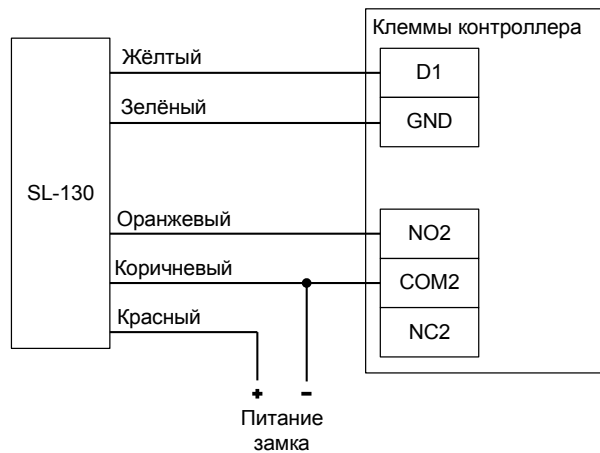 Клеммы контроллера
Жёлтый
D1
Зелёный
GND
SL-130
Оранжевый
NO2
Коричневый
COM2
Красный
NC2
+ -
Питание
замка